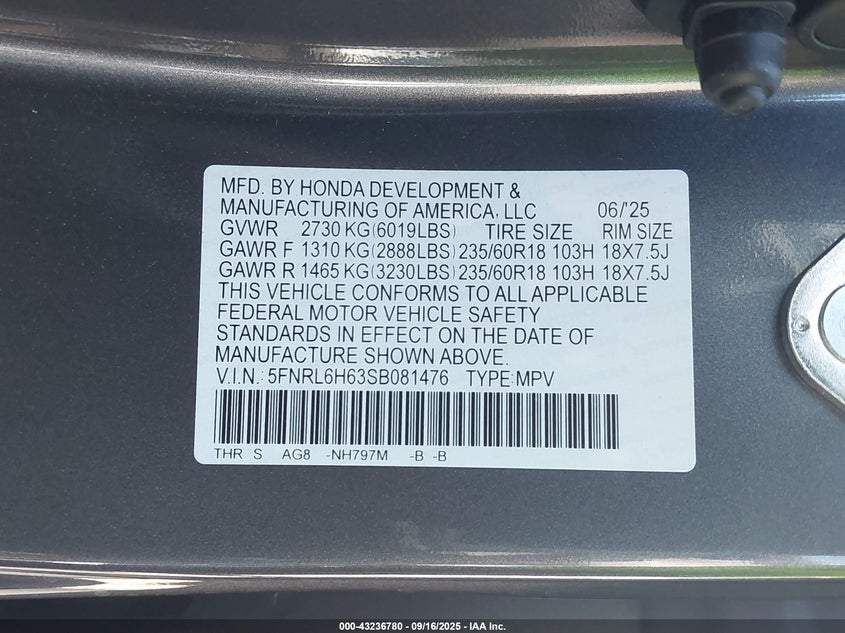 MFD. BY HONDA DEVELOPMENT &
MANUFACTURING OF AMERICA, LLC 06/'25
GVWR 2730 KG(6019LBS) TIRE SIZE RIM SIZE
GAWR F 1310 KG(2888LBS) 235/60R18 103H 18X7.5J
GAWR R 1465 KG(3230LBS) 235/60R18 103H 18X7.5J
THIS VEHICLE CONFORMS TO ALL APPLICABLE
FEDERAL MOTOR VEHICLE SAFETY
STANDARDS IN EFFECT ON THE DATE OF
MANUFACTURE SHOWN ABOVE.
V.I.N.: 5FNRL6H63SB081476 TYPE:MPV
THR S AG8 -NH797M -B -B
000-43236780 - 09/16/2025 - IAA Inc.